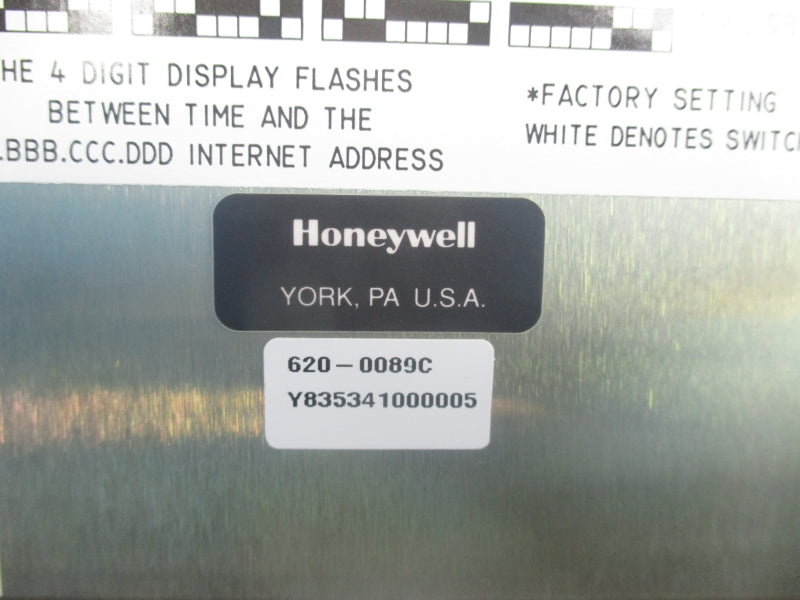 HE 4 DIGIT DISPLAY FLASHES
BETWEEN TIME AND THE
.BBB.CCC.DDD INTERNET ADDRESS
*FACTORY SETTING
WHITE DENOTES SWITCH
Honeywell
YORK, PA U.S.A.
620-0089C
Y835341000005